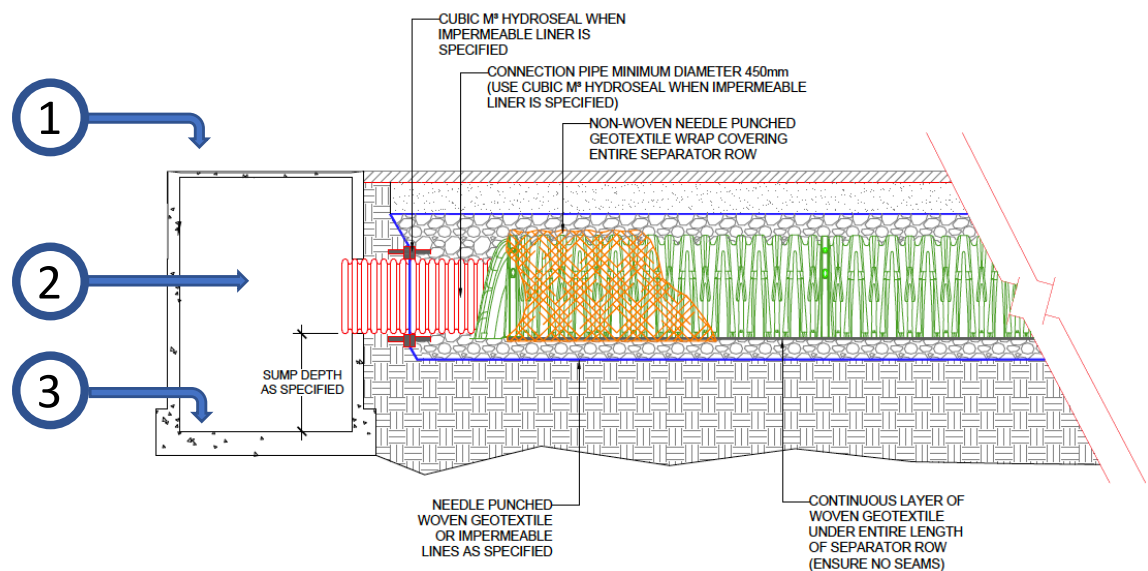 CUBIC M³ HYDROSEAL WHEN
IMPERMEABLE LINER IS
SPECIFIED
CONNECTION PIPE MINIMUM DIAMETER 450mm
(USE CUBIC M³ HYDROSEAL WHEN IMPERMEABLE
LINER IS SPECIFIED)
NON-WOVEN NEEDLE PUNCHED
GEOTEXTILE WRAP COVERING
ENTIRE SEPARATOR ROW
1
2
3
SUMP DEPTH
AS SPECIFIED
NEEDLE PUNCHED
WOVEN GEOTEXTILE
OR IMPERMEABLE
LINES AS SPECIFIED
CONTINUOUS LAYER OF
WOVEN GEOTEXTILE
UNDER ENTIRE LENGTH
OF SEPARATOR ROW
(ENSURE NO SEAMS)